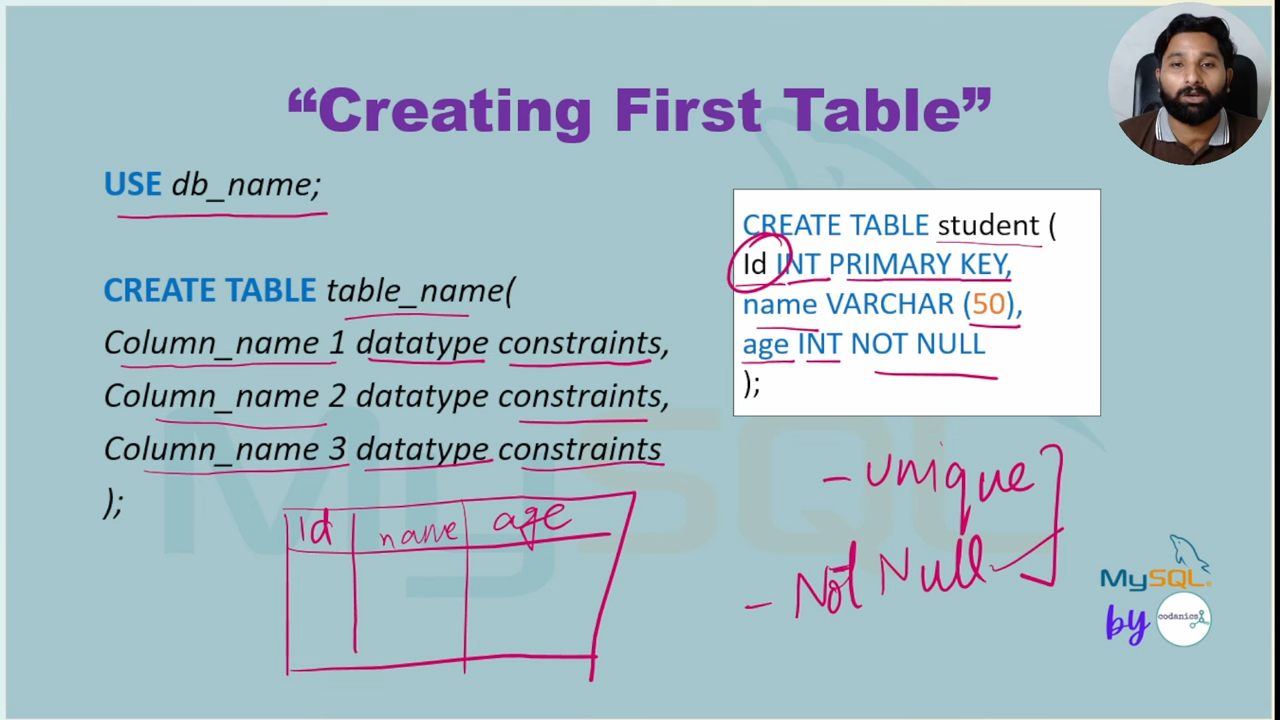 “Creating First Table”
USE db_name;
CREATE TABLE table_name(
Column_name 1 datatype constraints,
Column_name 2 datatype constraints,
Column_name 3 datatype constraints
);
CREATE TABLE student (
Id INT PRIMARY KEY,
name VARCHAR (50),
age INT NOT NULL
);
id name age
- Unique
- Not Null
MySQL
MySQL®
by codanics